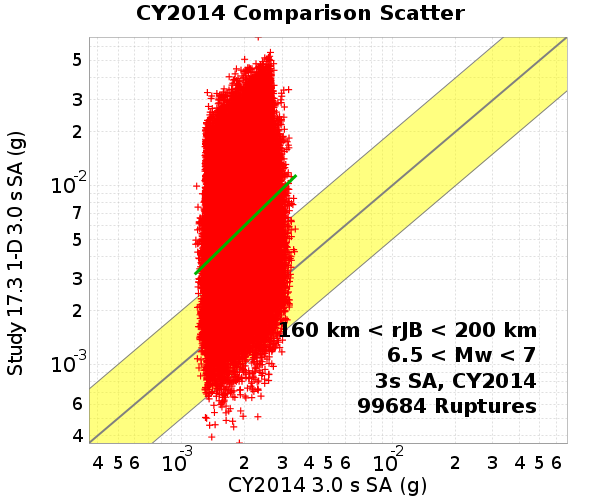 CY2014 Comparison Scatter
Study 17.3 1-D 3.0 s SA (g)
5
3
2
10-2
7
5
3
2
10-3
6
4
160 km < rJB < 200 km
6.5 < Mw < 7
3s SA, CY2014
99684 Ruptures
4 5 6 10-3 2 3 4 5 6 10-2 2 3 4 5 6
CY2014 3.0 s SA (g)